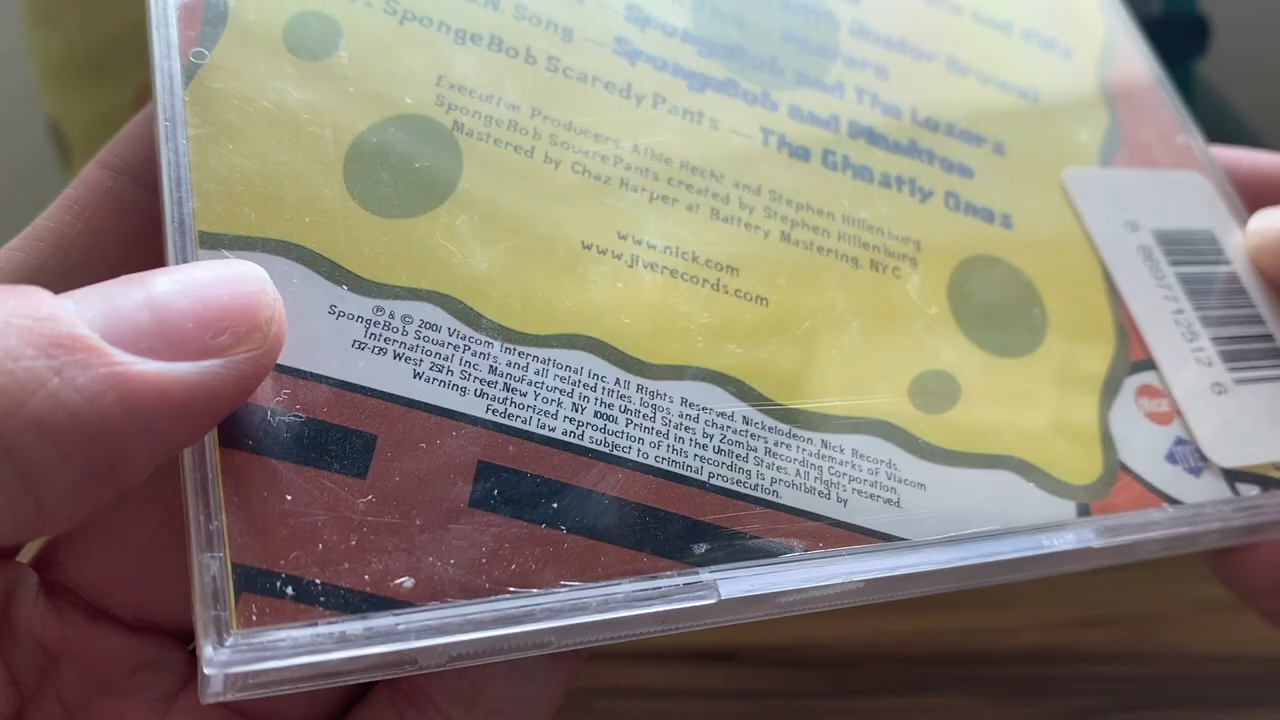 SpongeBob and The Losers
Song — SpongeBob and Plankton
SpongeBob Scaredy Pants — The Ghastly Ones
Executive Producers, Albie Hecht and Stephen Hillenburg
SpongeBob SquarePants created by Stephen Hillenburg
Mastered by Chaz Harper at Battery Mastering, NYC
www.nick.com
www.jiverecords.com
℗ & © 2001 Viacom International Inc. All Rights Reserved. Nickelodeon, Nick Records,
SpongeBob SquarePants, and all related titles, logos, and characters are trademarks of Viacom
International Inc. Manufactured in the United States by Zomba Recording Corporation,
137-139 West 25th Street,New York, NY 10001. Printed in the United States. All rights reserved.
Warning: Unauthorized reproduction of this recording is prohibited by
Federal law and subject to criminal prosecution.